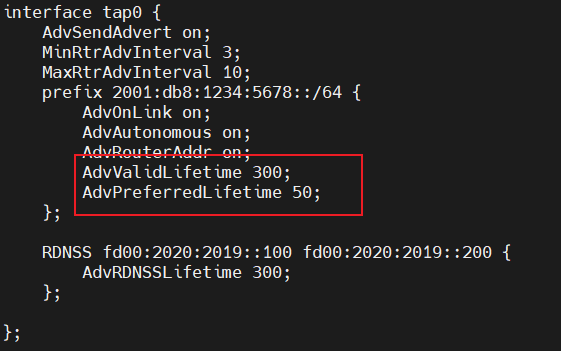 interface tap0 {
AdvSendAdvert on;
MinRtrAdvInterval 3;
MaxRtrAdvInterval 10;
prefix 2001:db8:1234:5678::/64 {
AdvOnLink on;
AdvAutonomous on;
AdvRouterAddr on;
AdvValidLifetime 300;
AdvPreferredLifetime 50;
};
RDNSS fd00:2020:2019::100 fd00:2020:2019::200 {
AdvRDNSSLifetime 300;
};
};